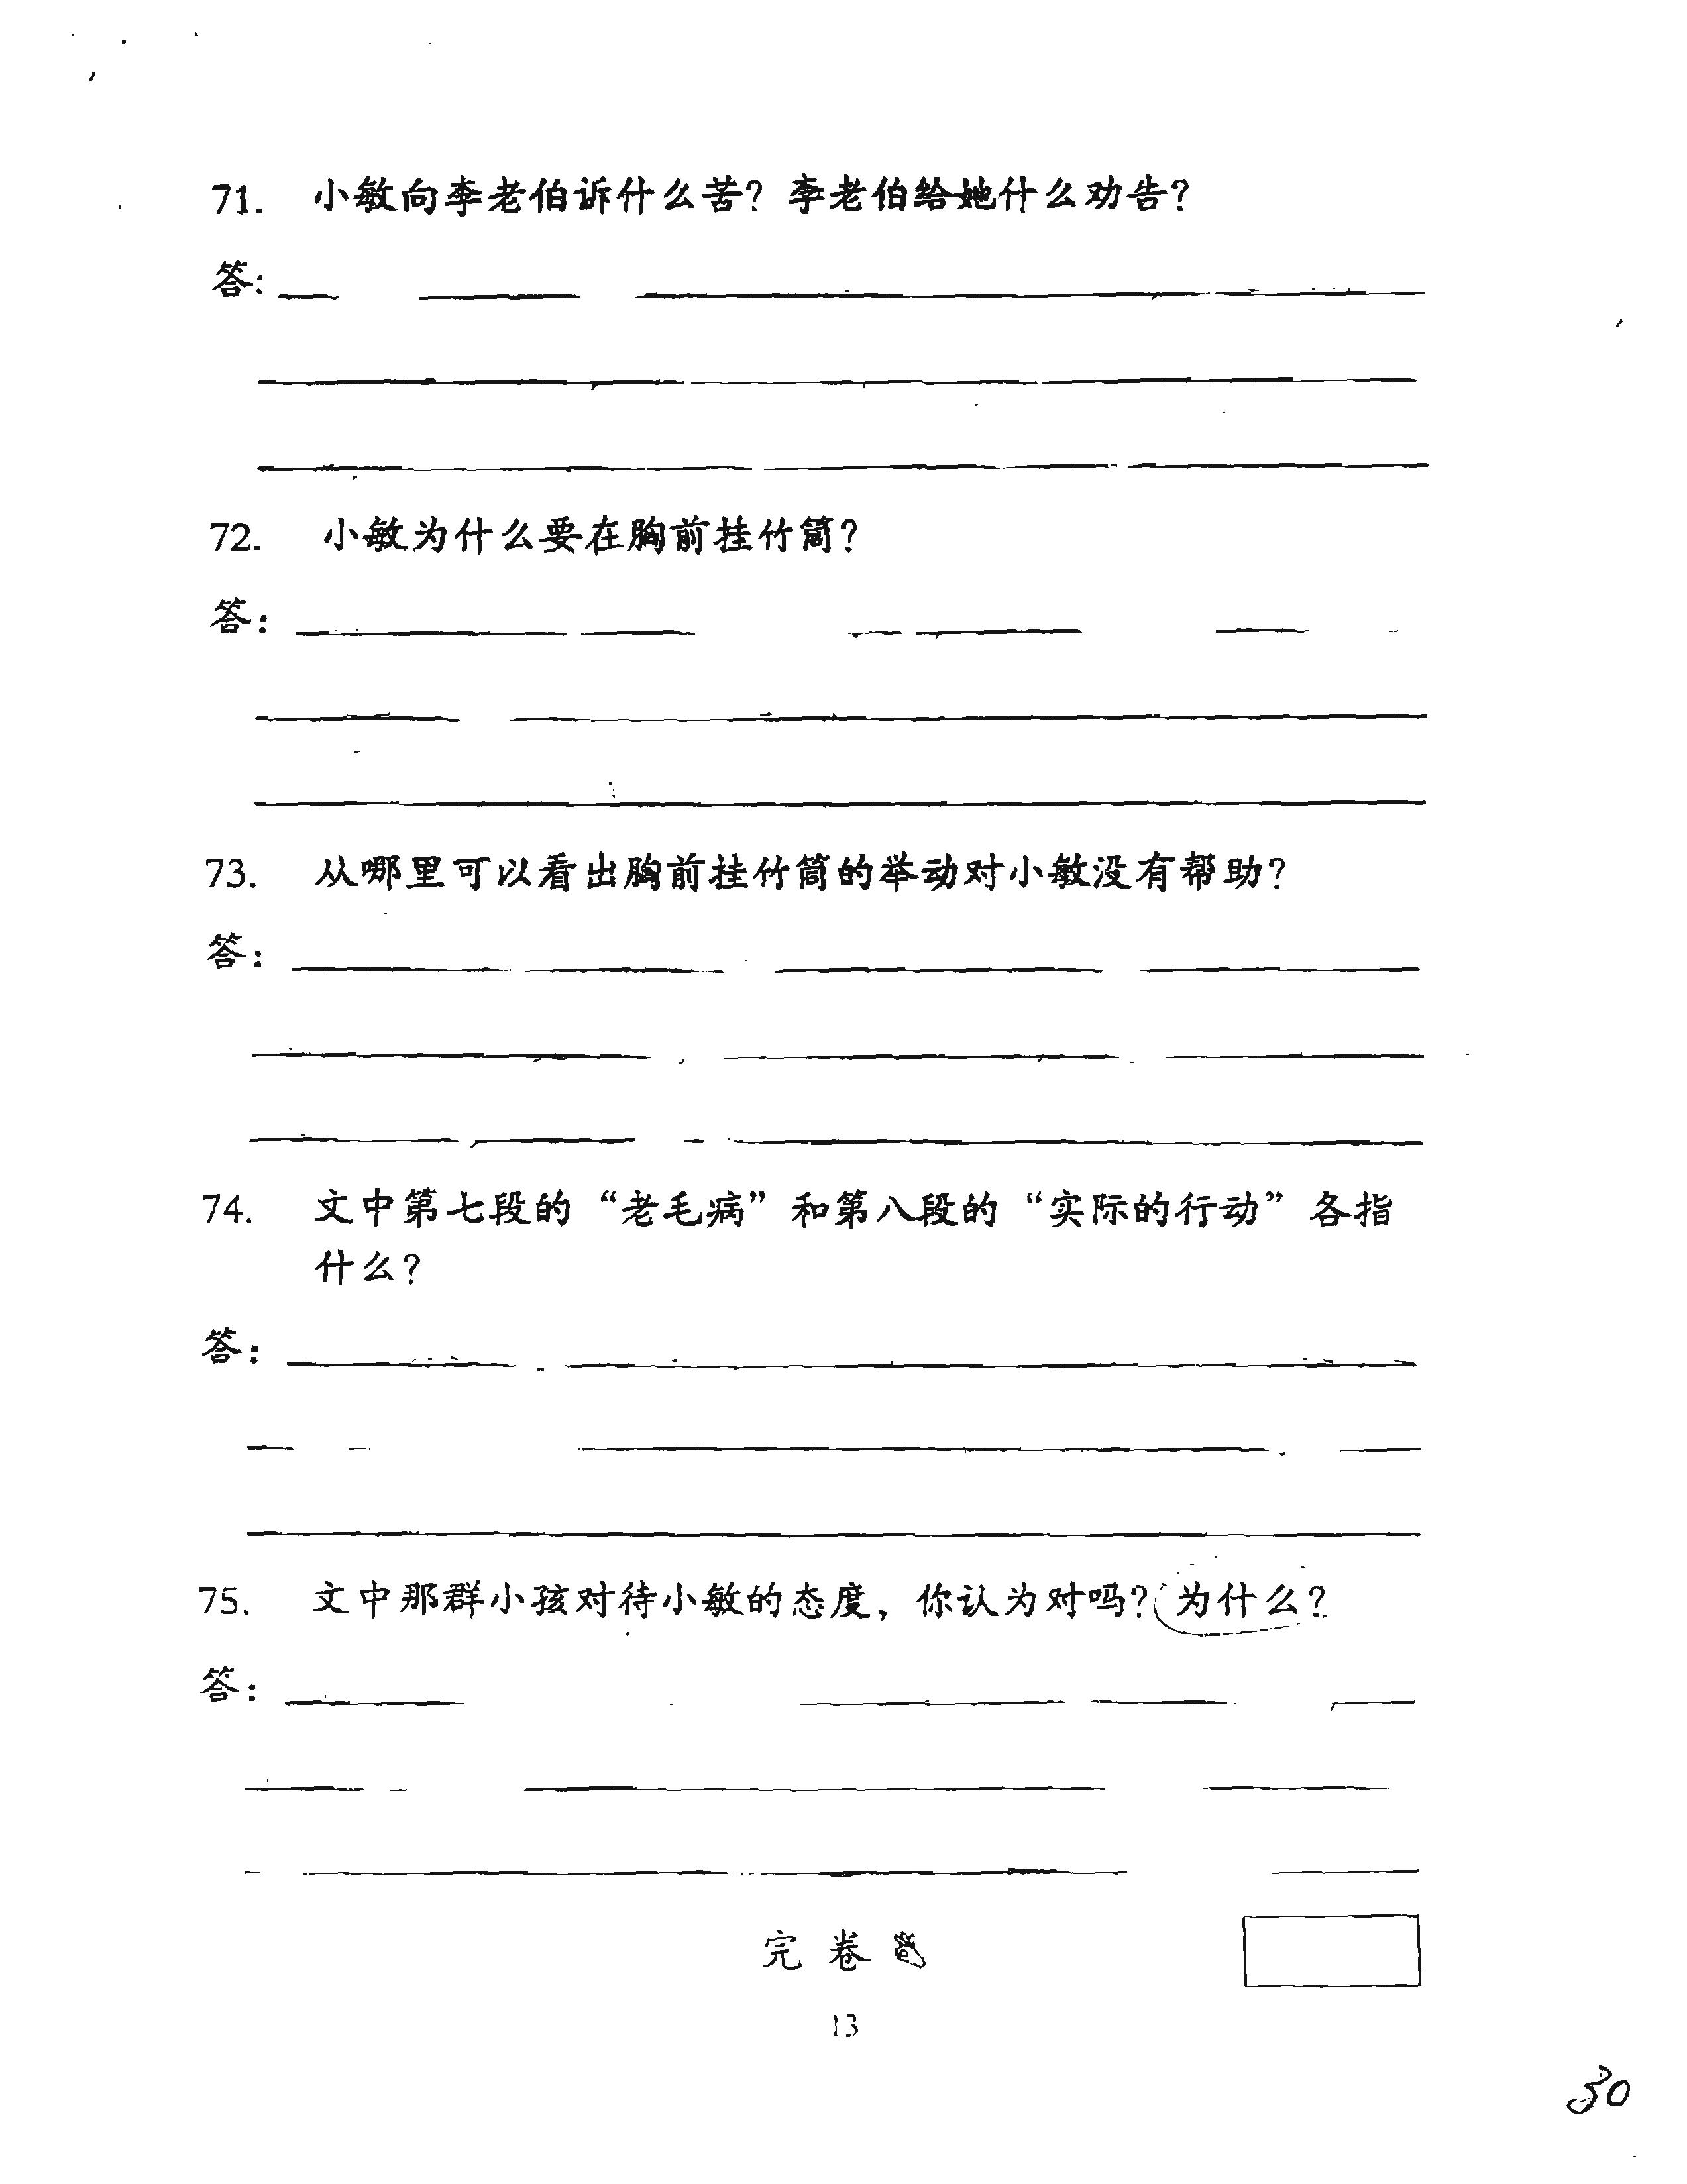 71. 小敏向李老伯诉什么苦？李老伯给她什么劝告？
答：
72. 小敏为什么要在胸前挂竹筒？
答：
73. 从哪里可以看出胸前挂竹筒的举动对小敏没有帮助？
答：
74. 文中第七段的“老毛病”和第八段的“实际的行动”各指
什么？
答：
75. 文中那群小孩对待小敏的态度，你认为对吗？为什么？
答：
完卷
13
30